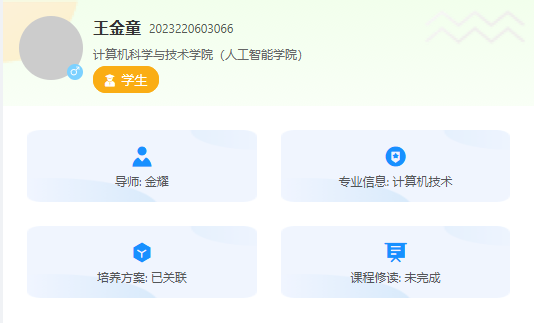 王金童 2023220603066
计算机科学与技术学院（人工智能学院）
学生
导师: 金耀
专业信息: 计算机技术
培养方案: 已关联
课程修读: 未完成